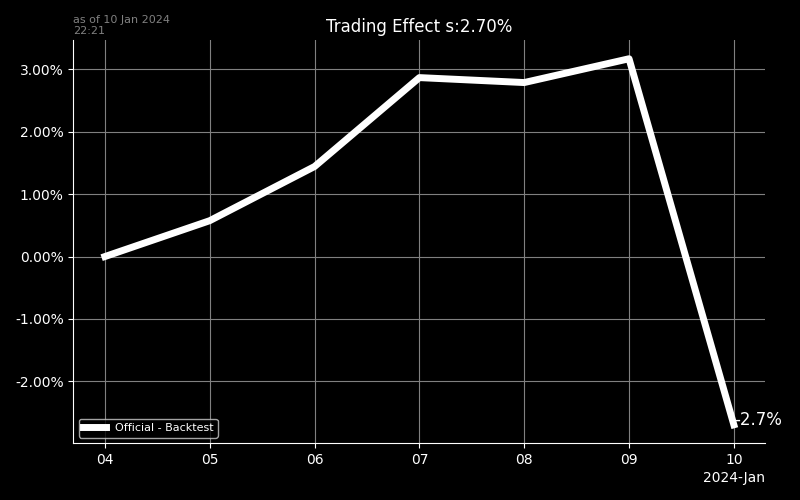 as of 10 Jan 2024
22:21
Trading Effect s:2.70%
3.00%
2.00%
1.00%
0.00%
-1.00%
-2.00%
-2.7%
Official - Backtest
04 05 06 07 08 09 10
2024-Jan